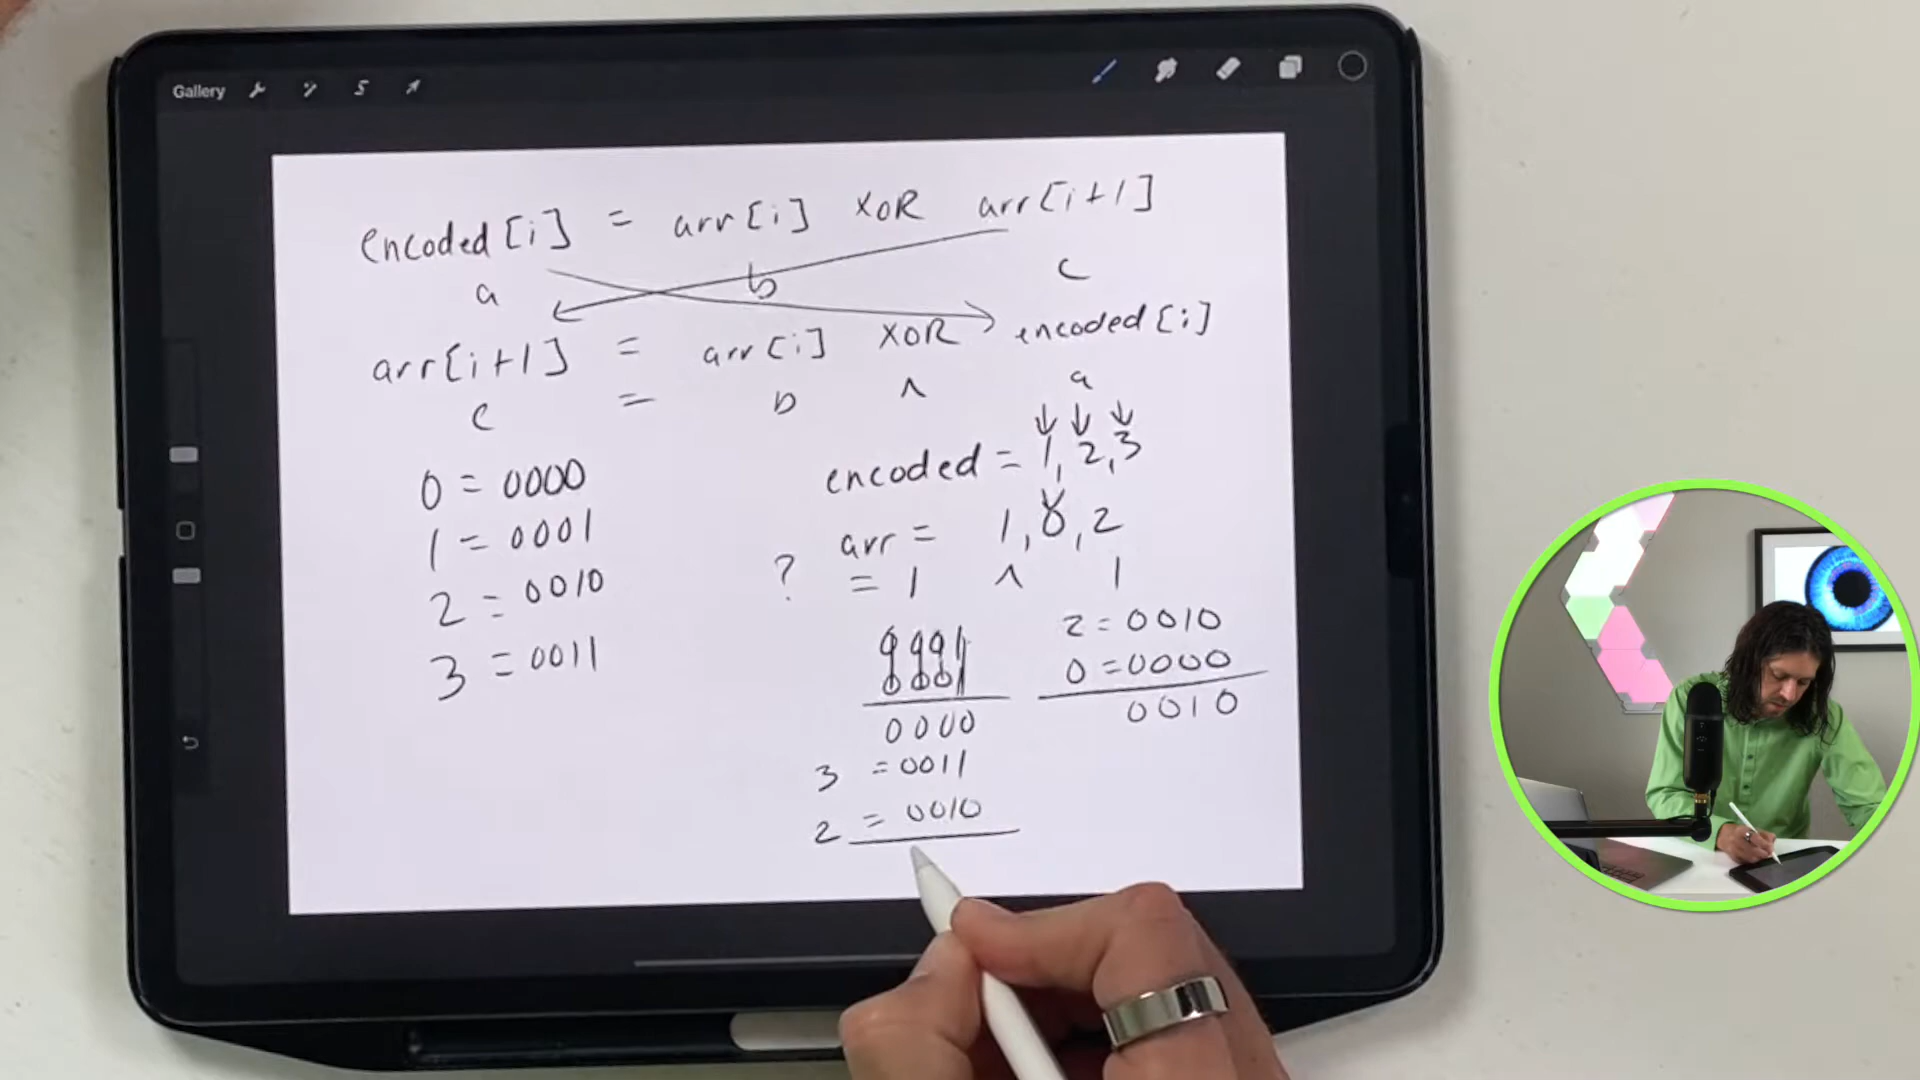 Gallery
encoded[i] = arr[i] XOR arr[i+1]
a b c
arr[i+1] = arr[i] XOR encoded[i]
c = b ^ a
0 = 0000
1 = 0001
2 = 0010
3 = 0011
encoded = 1, 2, 3
arr = 1, 0, 2
? = 1 ^ 1
0001
0001
0000
3 = 0011
2 = 0010
2 = 0010
0 = 0000
0010